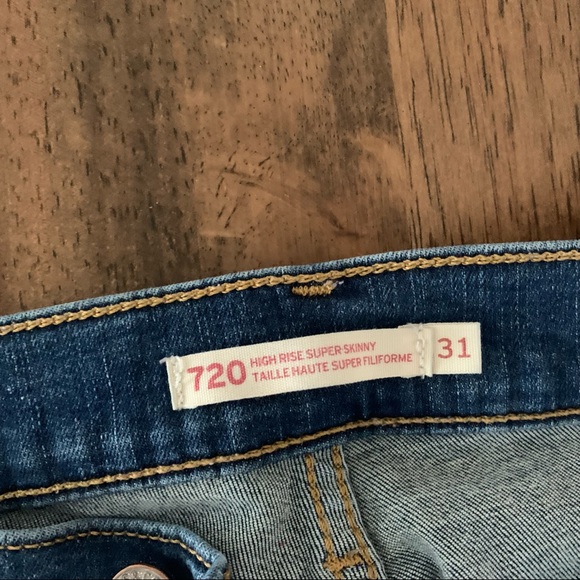 720 HIGH RISE SUPER SKINNY
TAILLE HAUTE SUPER FILIFORME
31